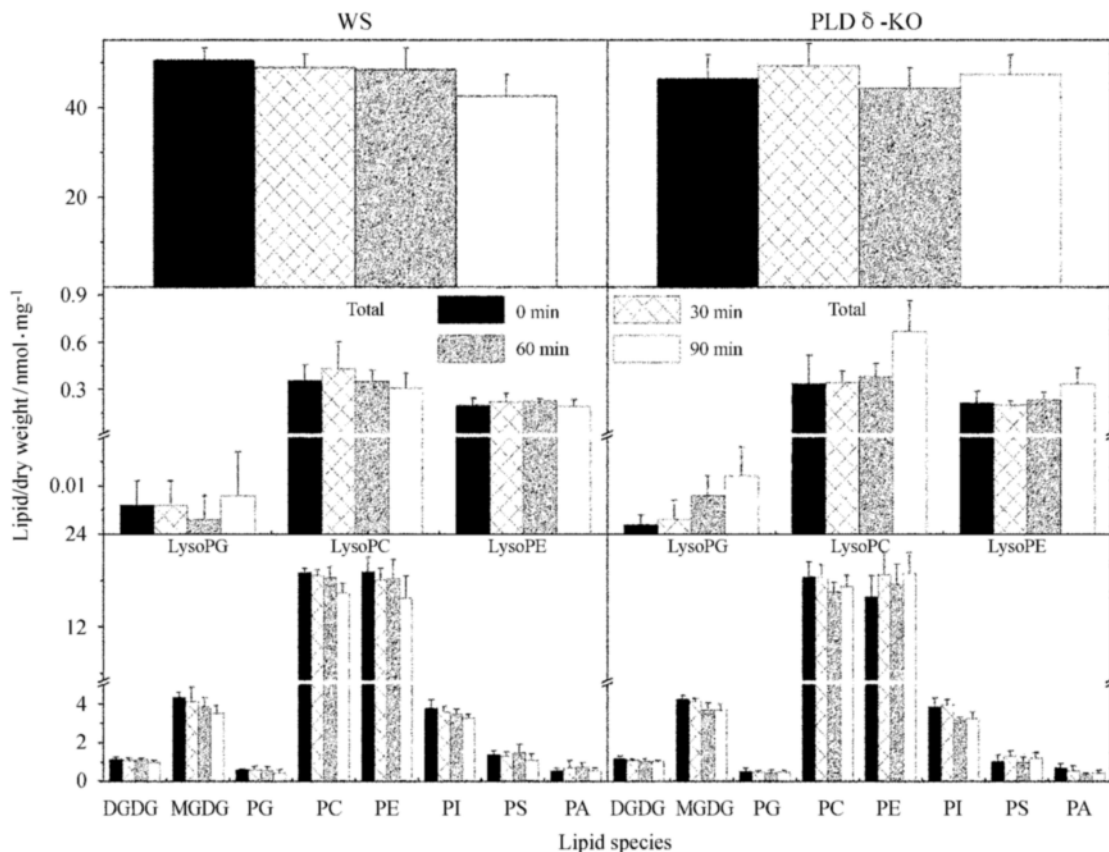 WS PLD δ-KO
40
20
Total Total
0 min 30 min
60 min 90 min
0.9
0.6
0.3
0.01
24
LysoPG LysoPC LysoPE LysoPG LysoPC LysoPE
12
4
2
0
DGDG MGDG PG PC PE PI PS PA DGDG MGDG PG PC PE PI PS PA
Lipid species
Lipid/dry weight / nmol·mg⁻¹